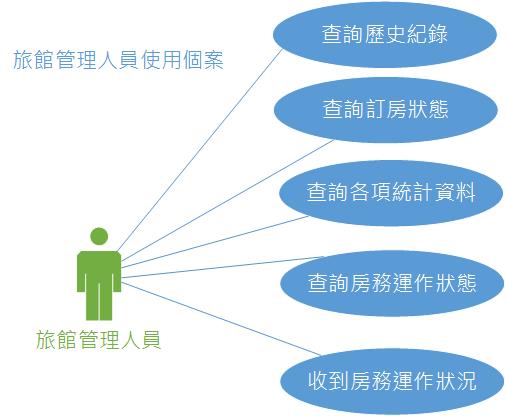 旅館管理人員使用個案
查詢歷史紀錄
查詢訂房狀態
查詢各項統計資料
查詢房務運作狀態
收到房務運作狀況
旅館管理人員